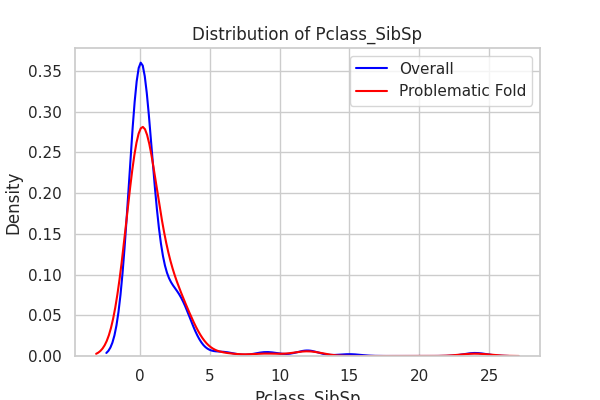 Distribution of Pclass_SibSp
Overall
Problematic Fold
Density
0.35
0.30
0.25
0.20
0.15
0.10
0.05
0.00
0 5 10 15 20 25
Pclass_SibSp